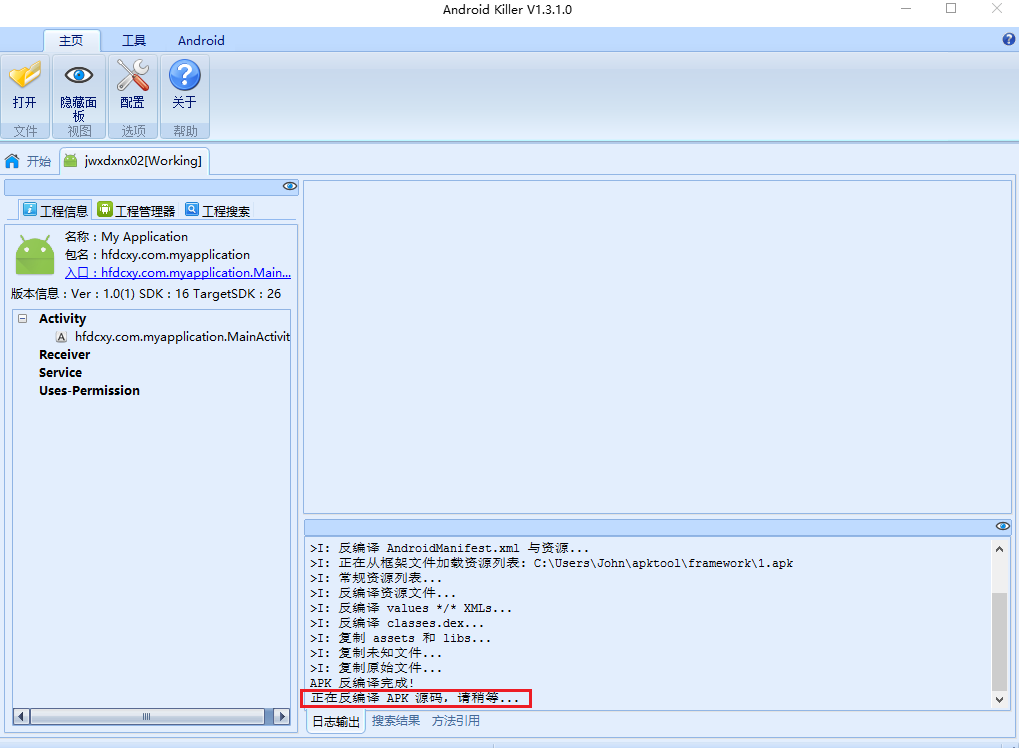 Android Killer V1.3.1.0
主页 工具 Android
打开 隐藏面板 配置 关于
文件 视图 选项 帮助
开始 jwxdxnx02[Working]
工程信息 工程管理器 工程搜索
名称：My Application
包名：hfdcxy.com.myapplication
入口：hfdcxy.com.myapplication.Main...
版本信息：Ver：1.0(1) SDK：16 TargetSDK：26
Activity
hfdcxy.com.myapplication.MainActivit
Receiver
Service
Uses-Permission
>I: 反编译 AndroidManifest.xml 与资源...
>I: 正在从框架文件加载资源列表: C:\Users\John\apktool\framework\1.apk
>I: 常规资源列表...
>I: 反编译资源文件...
>I: 反编译 values */* XMLs...
>I: 反编译 classes.dex...
>I: 复制 assets 和 libs...
>I: 复制未知文件...
>I: 复制原始文件...
APK 反编译完成!
正在反编译 APK 源码，请稍等...
日志输出 搜索结果 方法引用